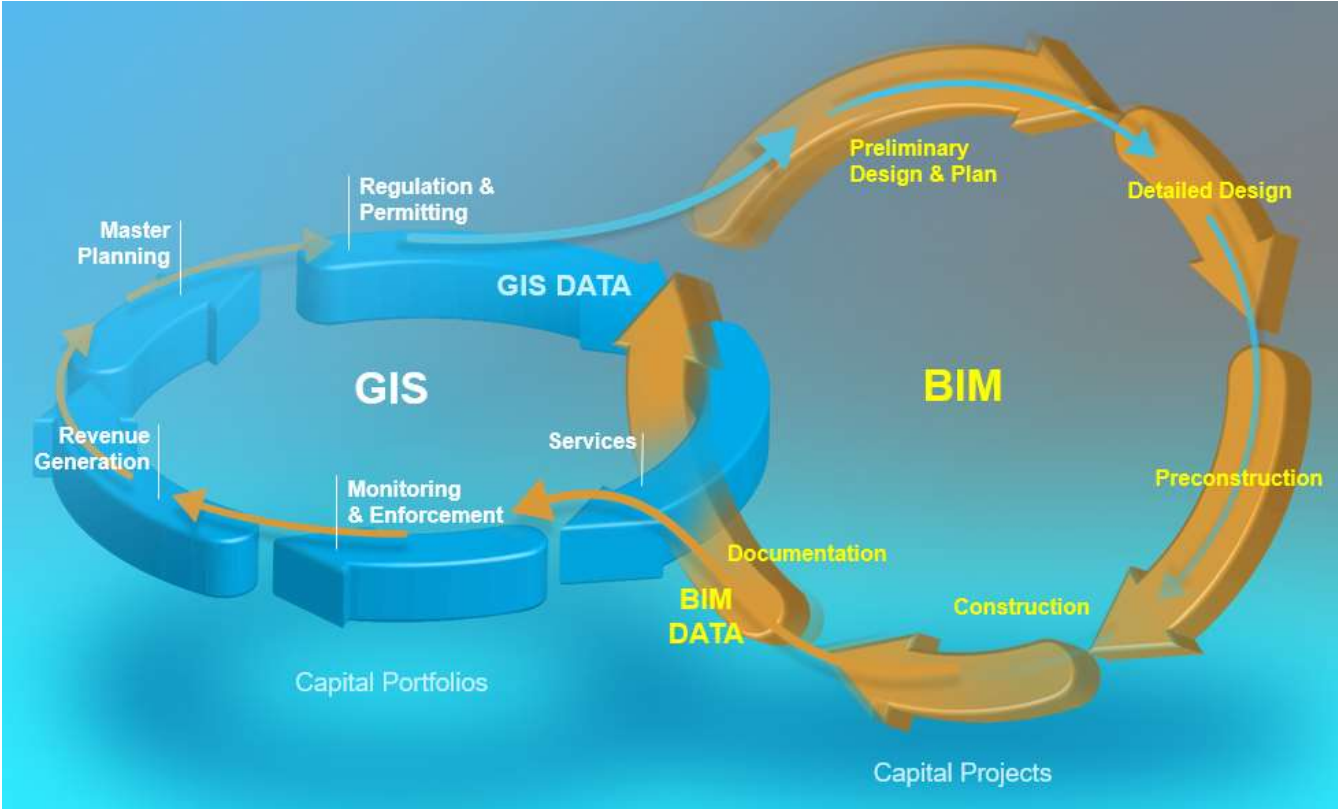 Regulation &
Permitting
Master
Planning
GIS DATA
GIS
Revenue
Generation
Monitoring
& Enforcement
Services
Capital Portfolios
Preliminary
Design & Plan
Detailed Design
BIM
Preconstruction
Construction
Documentation
BIM
DATA
Capital Projects